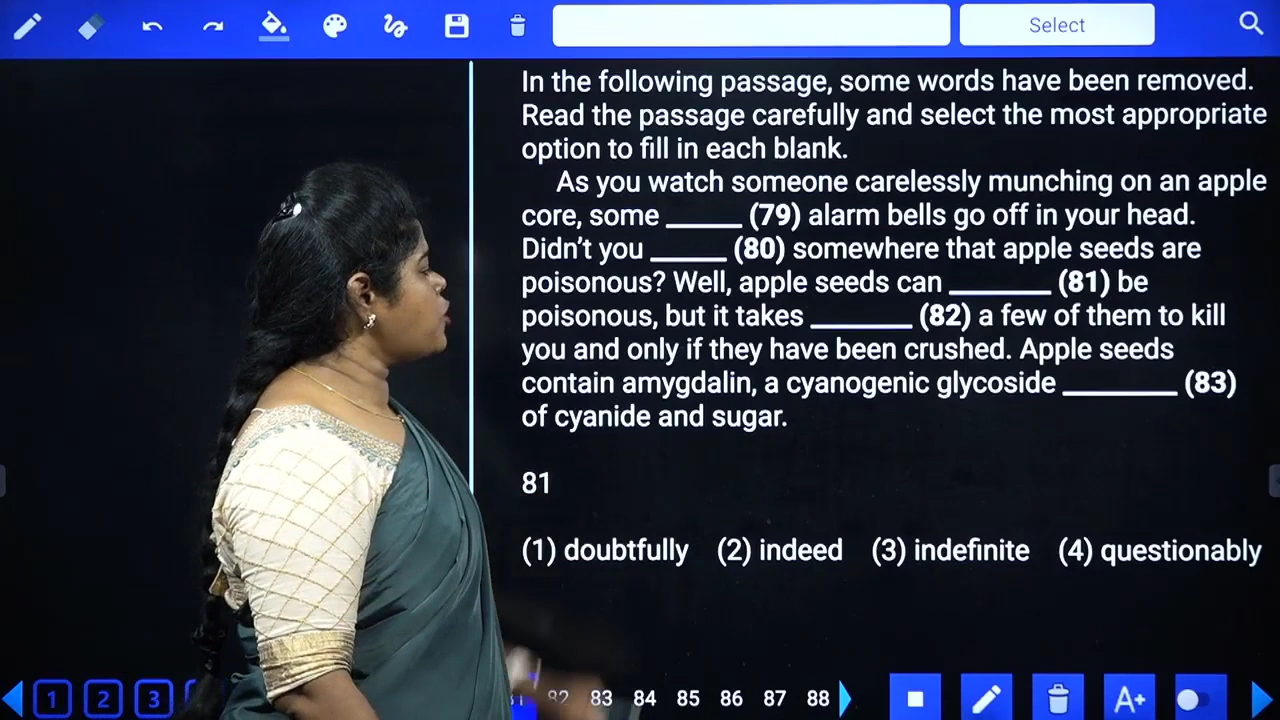 Select
In the following passage, some words have been removed.
Read the passage carefully and select the most appropriate
option to fill in each blank.
As you watch someone carelessly munching on an apple
core, some _____ (79) alarm bells go off in your head.
Didn’t you _____ (80) somewhere that apple seeds are
poisonous? Well, apple seeds can _______ (81) be
poisonous, but it takes _______ (82) a few of them to kill
you and only if they have been crushed. Apple seeds
contain amygdalin, a cyanogenic glycoside ________ (83)
of cyanide and sugar.
81
(1) doubtfully (2) indeed (3) indefinite (4) questionably
1 2 3 82 83 84 85 86 87 88 A+